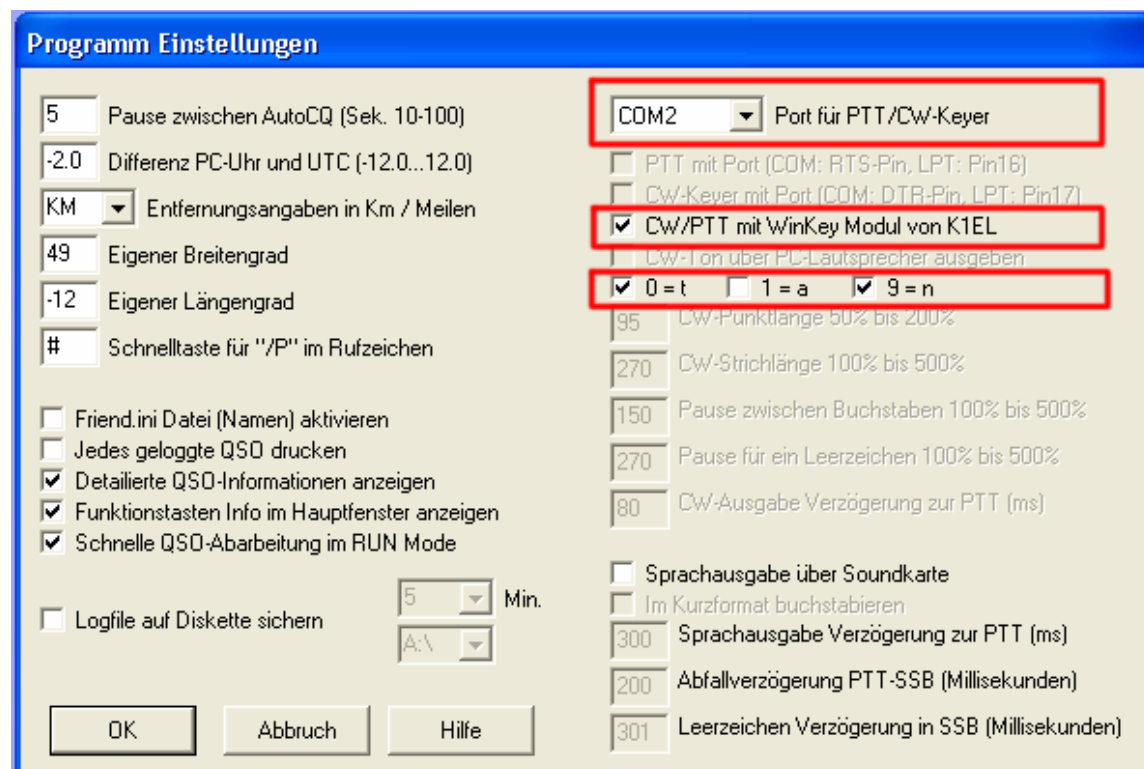 Programm Einstellungen
5 Pause zwischen AutoCQ (Sek. 10-100)
-2.0 Differenz PC-Uhr und UTC (-12.0...12.0)
KM Entfernungsangaben in Km / Meilen
49 Eigener Breitengrad
-12 Eigener Längengrad
# Schnelltaste für "/P" im Rufzeichen
Friend.ini Datei (Namen) aktivieren
Jedes geloggte QSO drucken
Detailierte QSO-Informationen anzeigen
Funktionstasten Info im Hauptfenster anzeigen
Schnelle QSO-Abarbeitung im RUN Mode
Logfile auf Diskette sichern
5 Min.
A:\
OK Abbruch Hilfe
COM2 Port für PTT/CW-Keyer
PTT mit Port (COM: RTS-Pin, LPT: Pin16)
CW-Keyer mit Port (COM: DTR-Pin, LPT: Pin17)
CW/PTT mit WinKey Modul von K1EL
CW-Ton über PC-Lautsprecher ausgeben
0 = t 1 = a 9 = n
95 CW-Punktlänge 50% bis 200%
270 CW-Strichlänge 100% bis 500%
150 Pause zwischen Buchstaben 100% bis 500%
270 Pause für ein Leerzeichen 100% bis 500%
80 CW-Ausgabe Verzögerung zur PTT (ms)
Sprachausgabe über Soundkarte
Im Kurzformat buchstabieren
300 Sprachausgabe Verzögerung zur PTT (ms)
200 Abfallverzögerung PTT-SSB (Millisekunden)
301 Leerzeichen Verzögerung in SSB (Millisekunden)